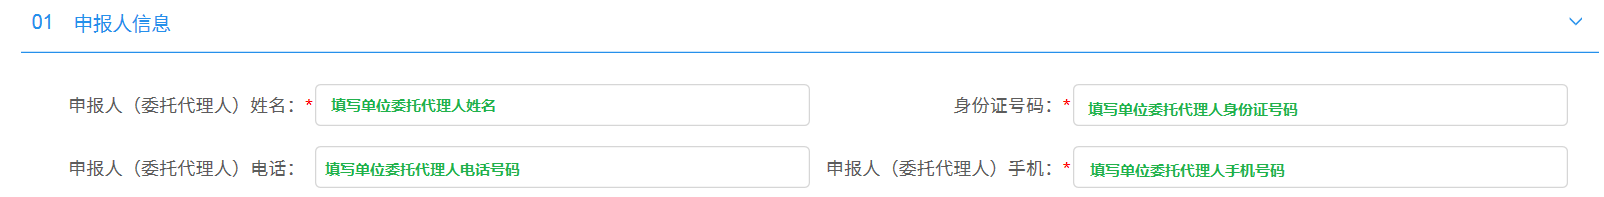 01 申报人信息
申报人（委托代理人）姓名：* 填写单位委托代理人姓名 身份证号码：* 填写单位委托代理人身份证号码
申报人（委托代理人）电话： 填写单位委托代理人电话号码 申报人（委托代理人）手机：* 填写单位委托代理人手机号码